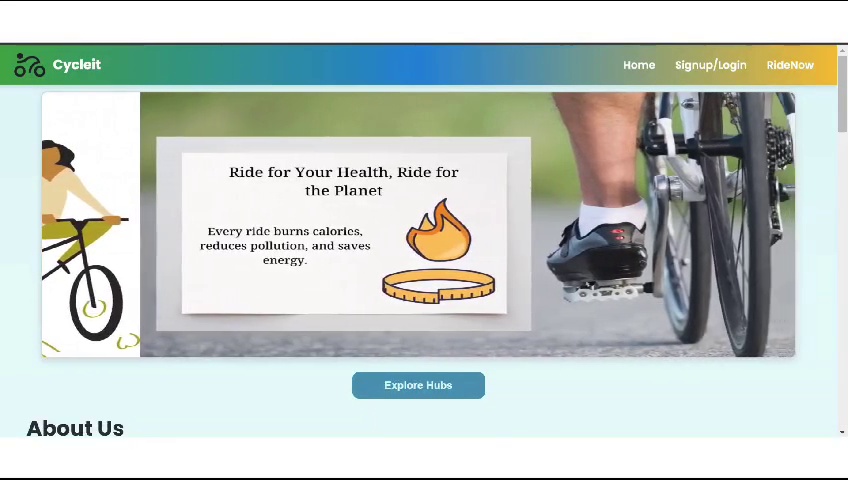 Cycleit
Home Signup/Login RideNow
Ride for Your Health, Ride for
the Planet
Every ride burns calories,
reduces pollution, and saves
energy.
Explore Hubs
About Us